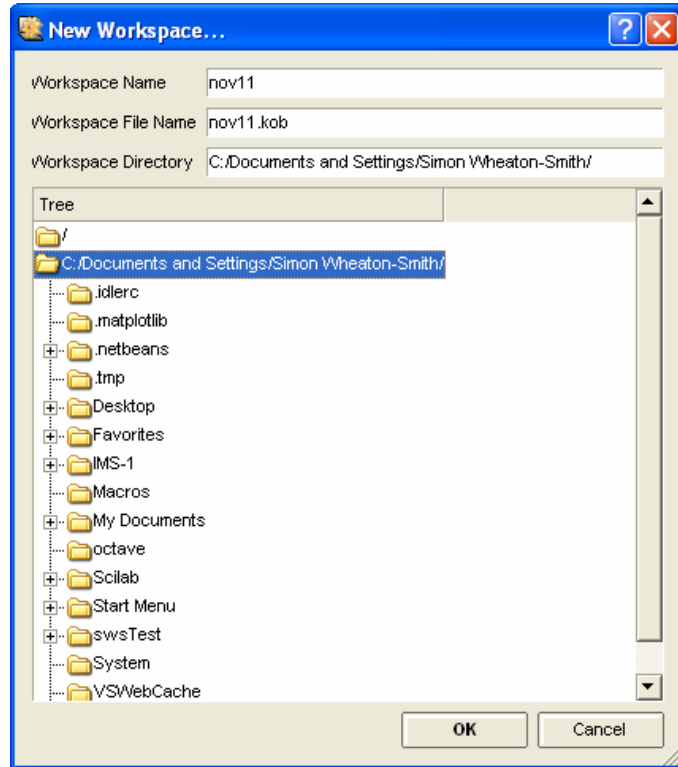 New Workspace...
Workspace Name nov11
Workspace File Name nov11.kob
Workspace Directory C:/Documents and Settings/Simon Wheaton-Smith/
Tree
/
C:/Documents and Settings/Simon Wheaton-Smith/
.idlerc
.matplotlib
.netbeans
.tmp
Desktop
Favorites
IMS-1
Macros
My Documents
octave
Scilab
Start Menu
swsTest
System
VSWebCache
OK Cancel